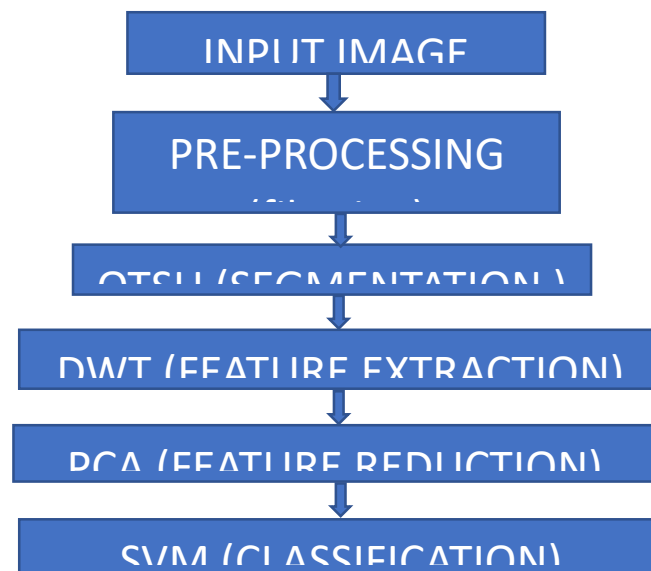 INPUT IMAGE
PRE-PROCESSING
OTSU (SEGMENTATION )
DWT (FEATURE EXTRACTION)
PCA (FEATURE REDUCTION)
SVM (CLASSIFICATION)